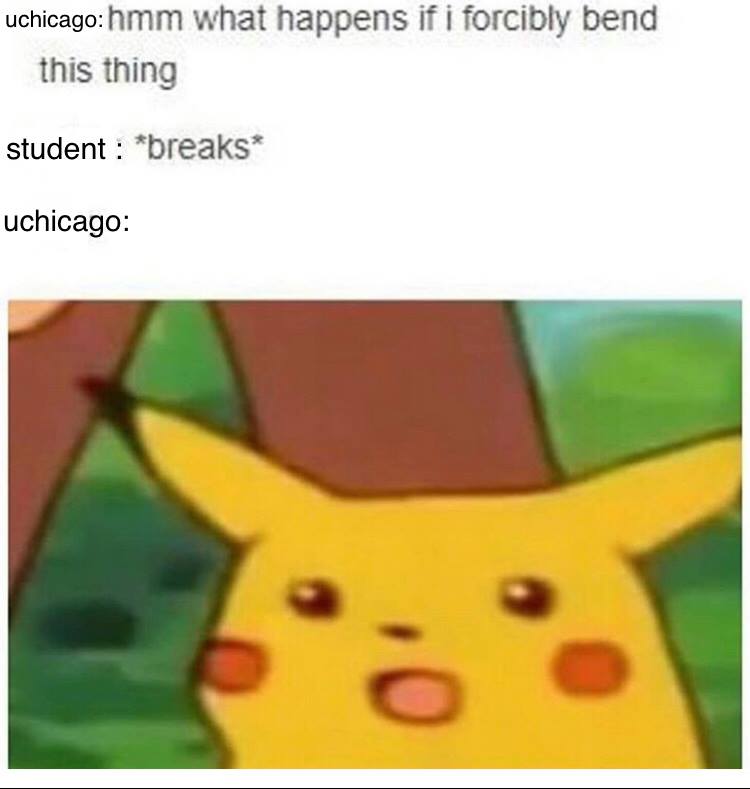 uchicago: hmm what happens if i forcibly bend
this thing
student : *breaks*
uchicago: